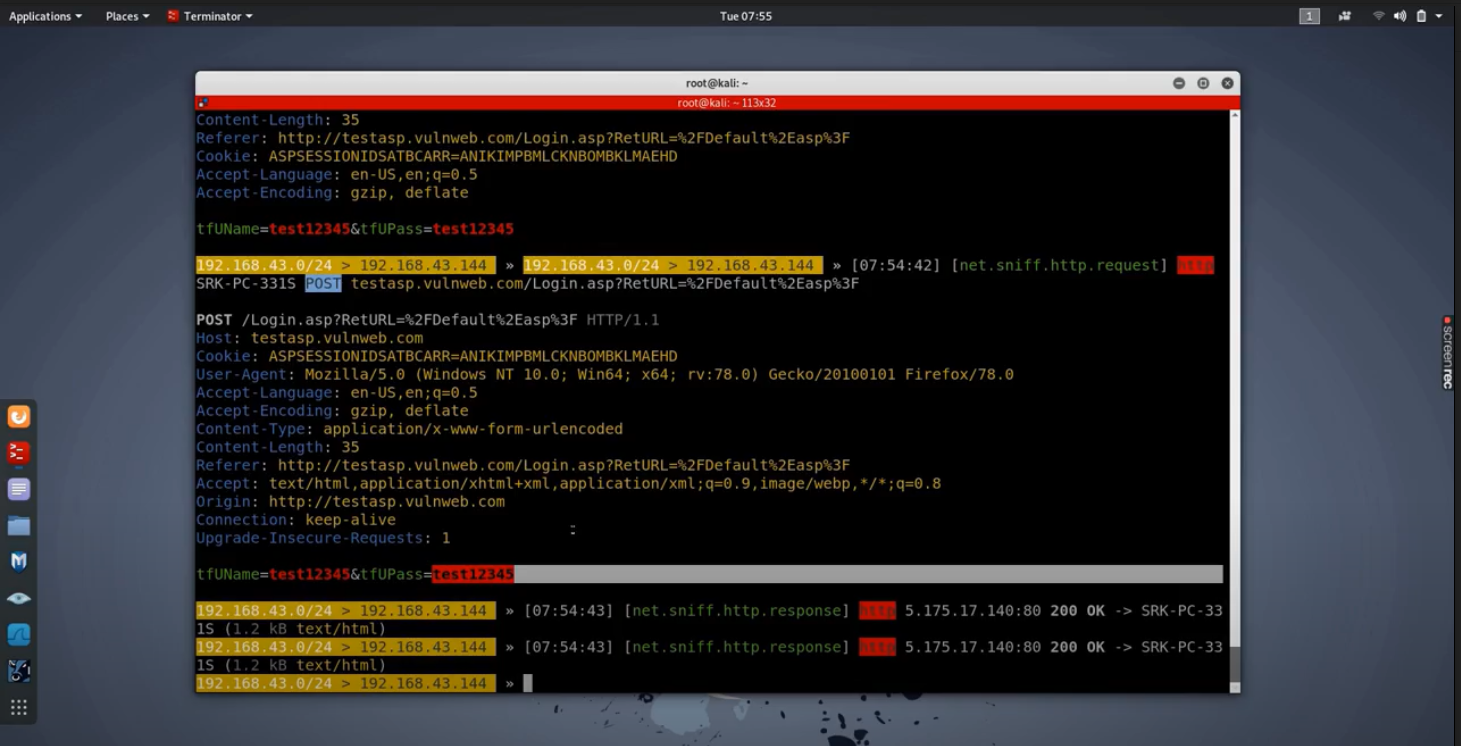 Applications Places Terminator Tue 07:55 1
root@kali: ~
root@kali: ~ 113x32
Content-Length: 35
Referer: http://testasp.vulnweb.com/Login.asp?RetURL=%2FDefault%2Easp%3F
Cookie: ASPSESSIONIDSATBCARR=ANIKIMPBMLCKNBOMBKLMAEHD
Accept-Language: en-US,en;q=0.5
Accept-Encoding: gzip, deflate
tfUName=test12345&tfUPass=test12345
192.168.43.0/24 > 192.168.43.144 » 192.168.43.0/24 > 192.168.43.144 » [07:54:42] [net.sniff.http.request] http
SRK-PC-331S POST testasp.vulnweb.com/Login.asp?RetURL=%2FDefault%2Easp%3F
POST /Login.asp?RetURL=%2FDefault%2Easp%3F HTTP/1.1
Host: testasp.vulnweb.com
Cookie: ASPSESSIONIDSATBCARR=ANIKIMPBMLCKNBOMBKLMAEHD
User-Agent: Mozilla/5.0 (Windows NT 10.0; Win64; x64; rv:78.0) Gecko/20100101 Firefox/78.0
Accept-Language: en-US,en;q=0.5
Accept-Encoding: gzip, deflate
Content-Type: application/x-www-form-urlencoded
Content-Length: 35
Referer: http://testasp.vulnweb.com/Login.asp?RetURL=%2FDefault%2Easp%3F
Accept: text/html,application/xhtml+xml,application/xml;q=0.9,image/webp,*/*;q=0.8
Origin: http://testasp.vulnweb.com
Connection: keep-alive
Upgrade-Insecure-Requests: 1
tfUName=test12345&tfUPass=test12345
192.168.43.0/24 > 192.168.43.144 » [07:54:43] [net.sniff.http.response] http 5.175.17.140:80 200 OK -> SRK-PC-33
1S (1.2 kB text/html)
192.168.43.0/24 > 192.168.43.144 » [07:54:43] [net.sniff.http.response] http 5.175.17.140:80 200 OK -> SRK-PC-33
1S (1.2 kB text/html)
192.168.43.0/24 > 192.168.43.144 »
screenrec